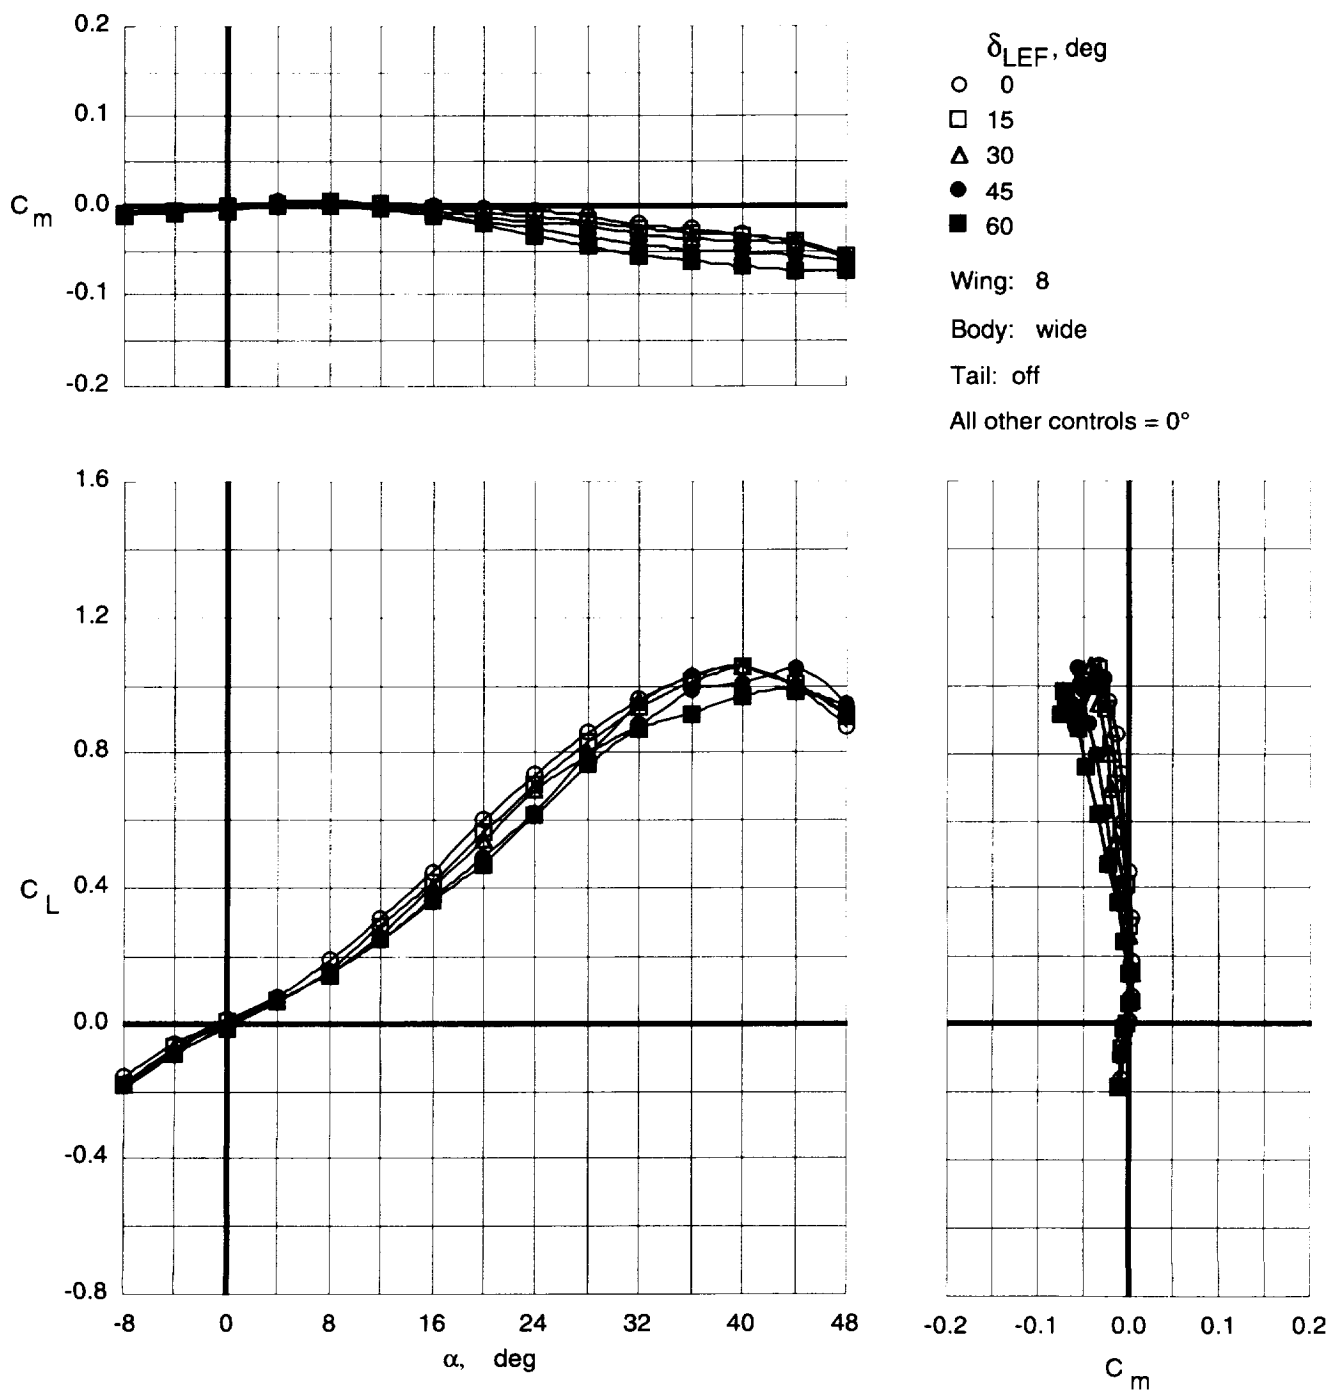 0.2
0.1
C m 0.0
-0.1
-0.2
δ LEF, deg
0
15
30
45
60
Wing: 8
Body: wide
Tail: off
All other controls = 0°
1.6
1.2
0.8
C L 0.4
0.0
-0.4
-0.8
-8 0 8 16 24 32 40 48
α, deg
-0.2 -0.1 0.0 0.1 0.2
C m